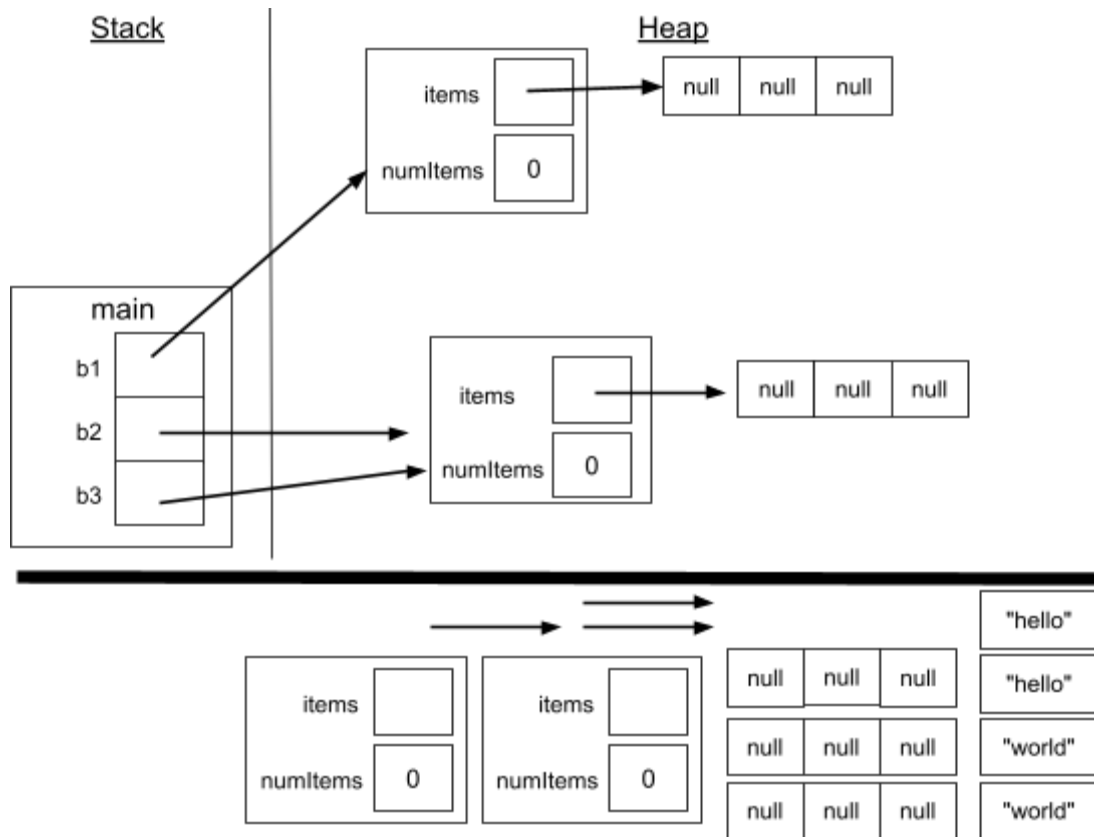 Stack
Heap
items
null null null
numItems 0
main
b1
items
null null null
b2
numItems 0
b3
"hello"
null null null
"hello"
items
items
null null null
"world"
numItems 0
numItems 0
null null null
"world"